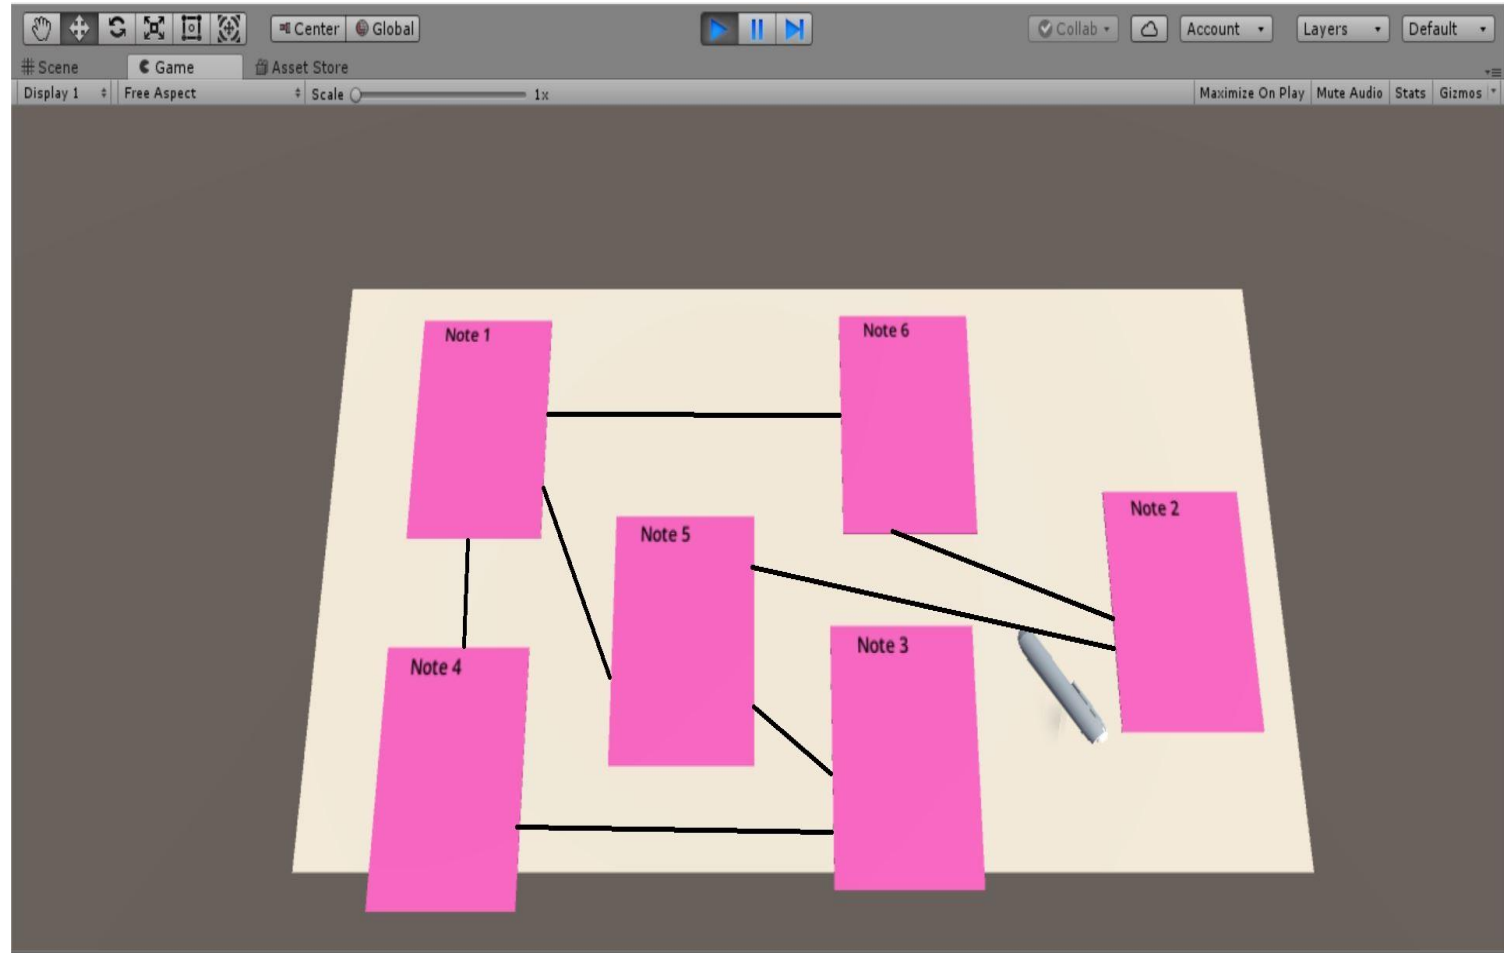 Center Global Collab Account Layers Default
Scene Game Asset Store
Display 1 Free Aspect Scale 1x Maximize On Play Mute Audio Stats Gizmos
Note 1
Note 6
Note 2
Note 5
Note 3
Note 4